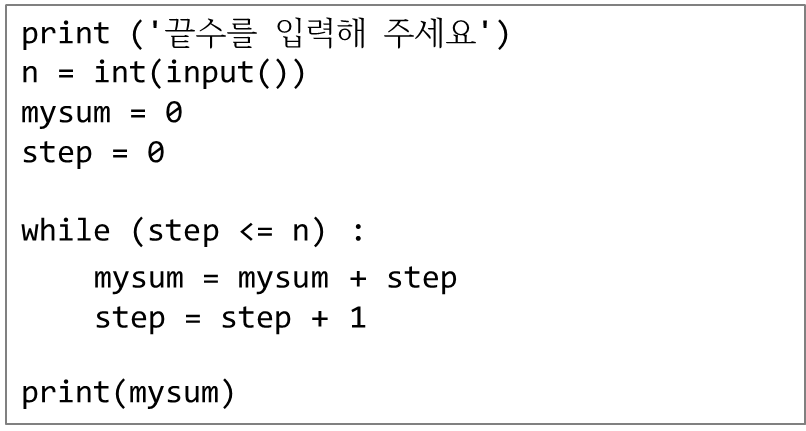 print ('끝수를 입력해 주세요')
n = int(input())
mysum = 0
step = 0
while (step <= n) :
mysum = mysum + step
step = step + 1
print(mysum)